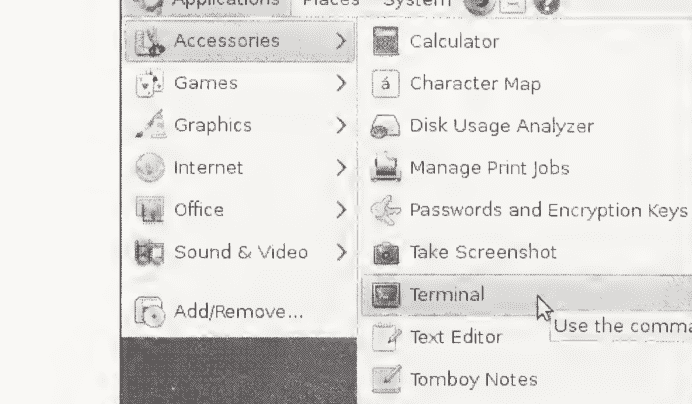 Applications Places System
Accessories
Games
Graphics
Internet
Office
Sound & Video
Add/Remove...
Calculator
Character Map
á
Disk Usage Analyzer
Manage Print Jobs
Passwords and Encryption Keys
Take Screenshot
Terminal
Use the comma
Text Editor
Tomboy Notes